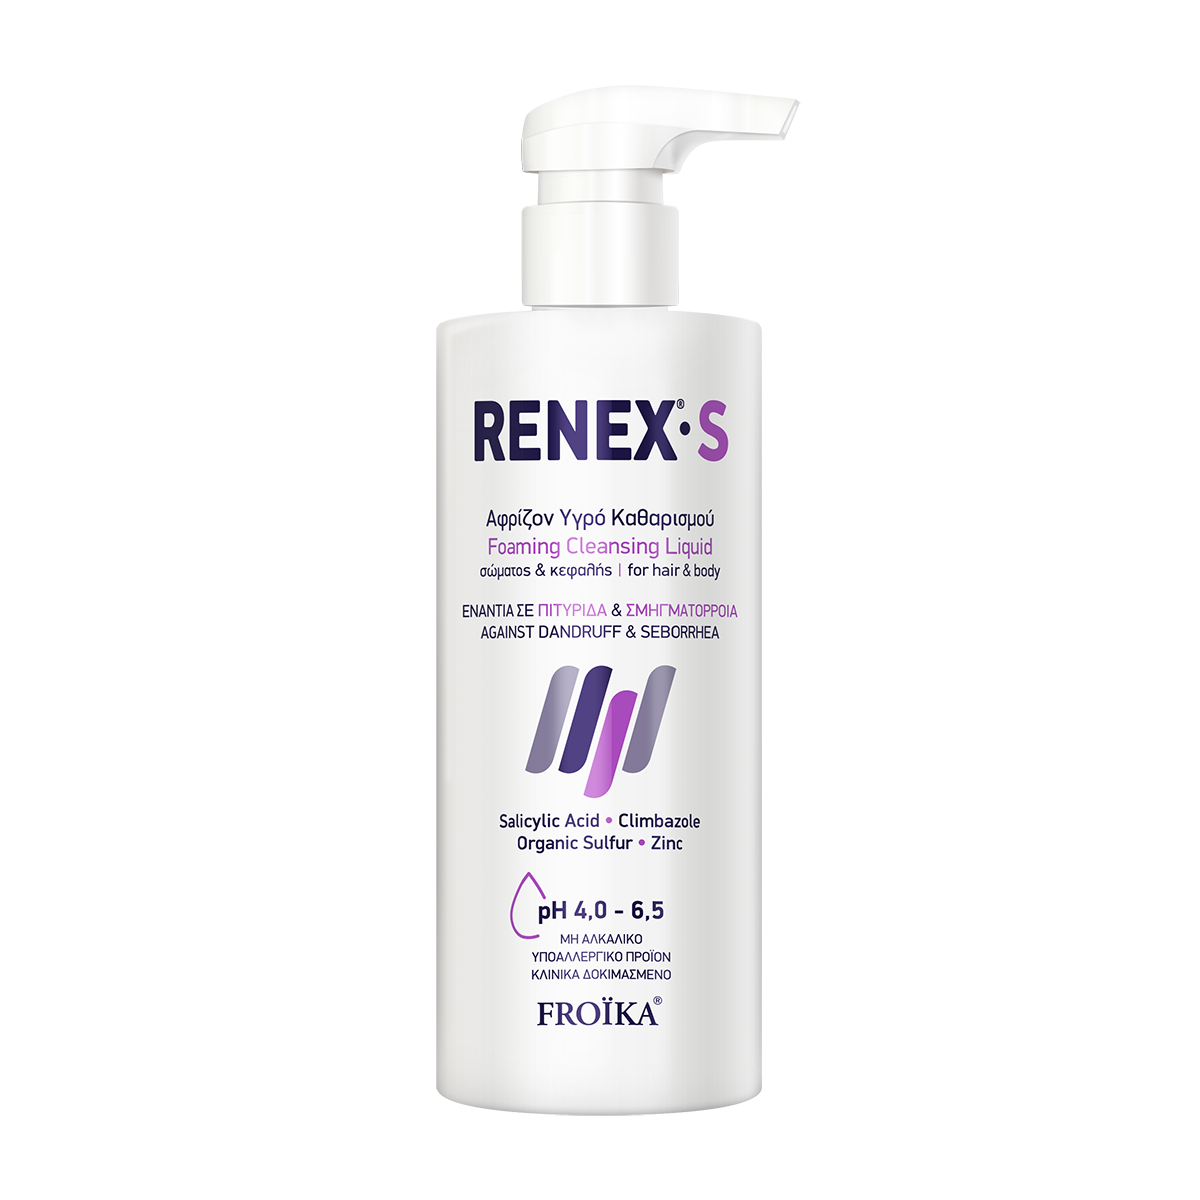 RENEX®•S
Αφρίζον Υγρό Καθαρισμού
Foaming Cleansing Liquid
σώματος & κεφαλής | for hair & body
ΕΝΑΝΤΙΑ ΣΕ ΠΙΤΥΡΙΔΑ & ΣΜΗΓΜΑΤΟΡΡΟΙΑ
AGAINST DANDRUFF & SEBORRHEA
Salicylic Acid • Climbazole
Organic Sulfur • Zinc
pH 4,0 - 6,5
ΜΗ ΑΛΚΑΛΙΚΟ
ΥΠΟΑΛΛΕΡΓΙΚΟ ΠΡΟΪΟΝ
ΚΛΙΝΙΚΑ ΔΟΚΙΜΑΣΜΕΝΟ
FROÏKA®